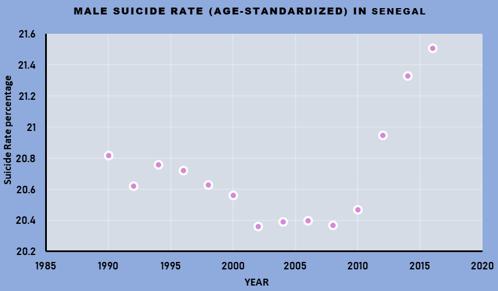 MALE SUICIDE RATE (AGE-STANDARDIZED) IN SENEGAL
Suicide Rate percentage
21.6
21.4
21.2
21
20.8
20.6
20.4
20.2
1985 1990 1995 2000 2005 2010 2015 2020
YEAR